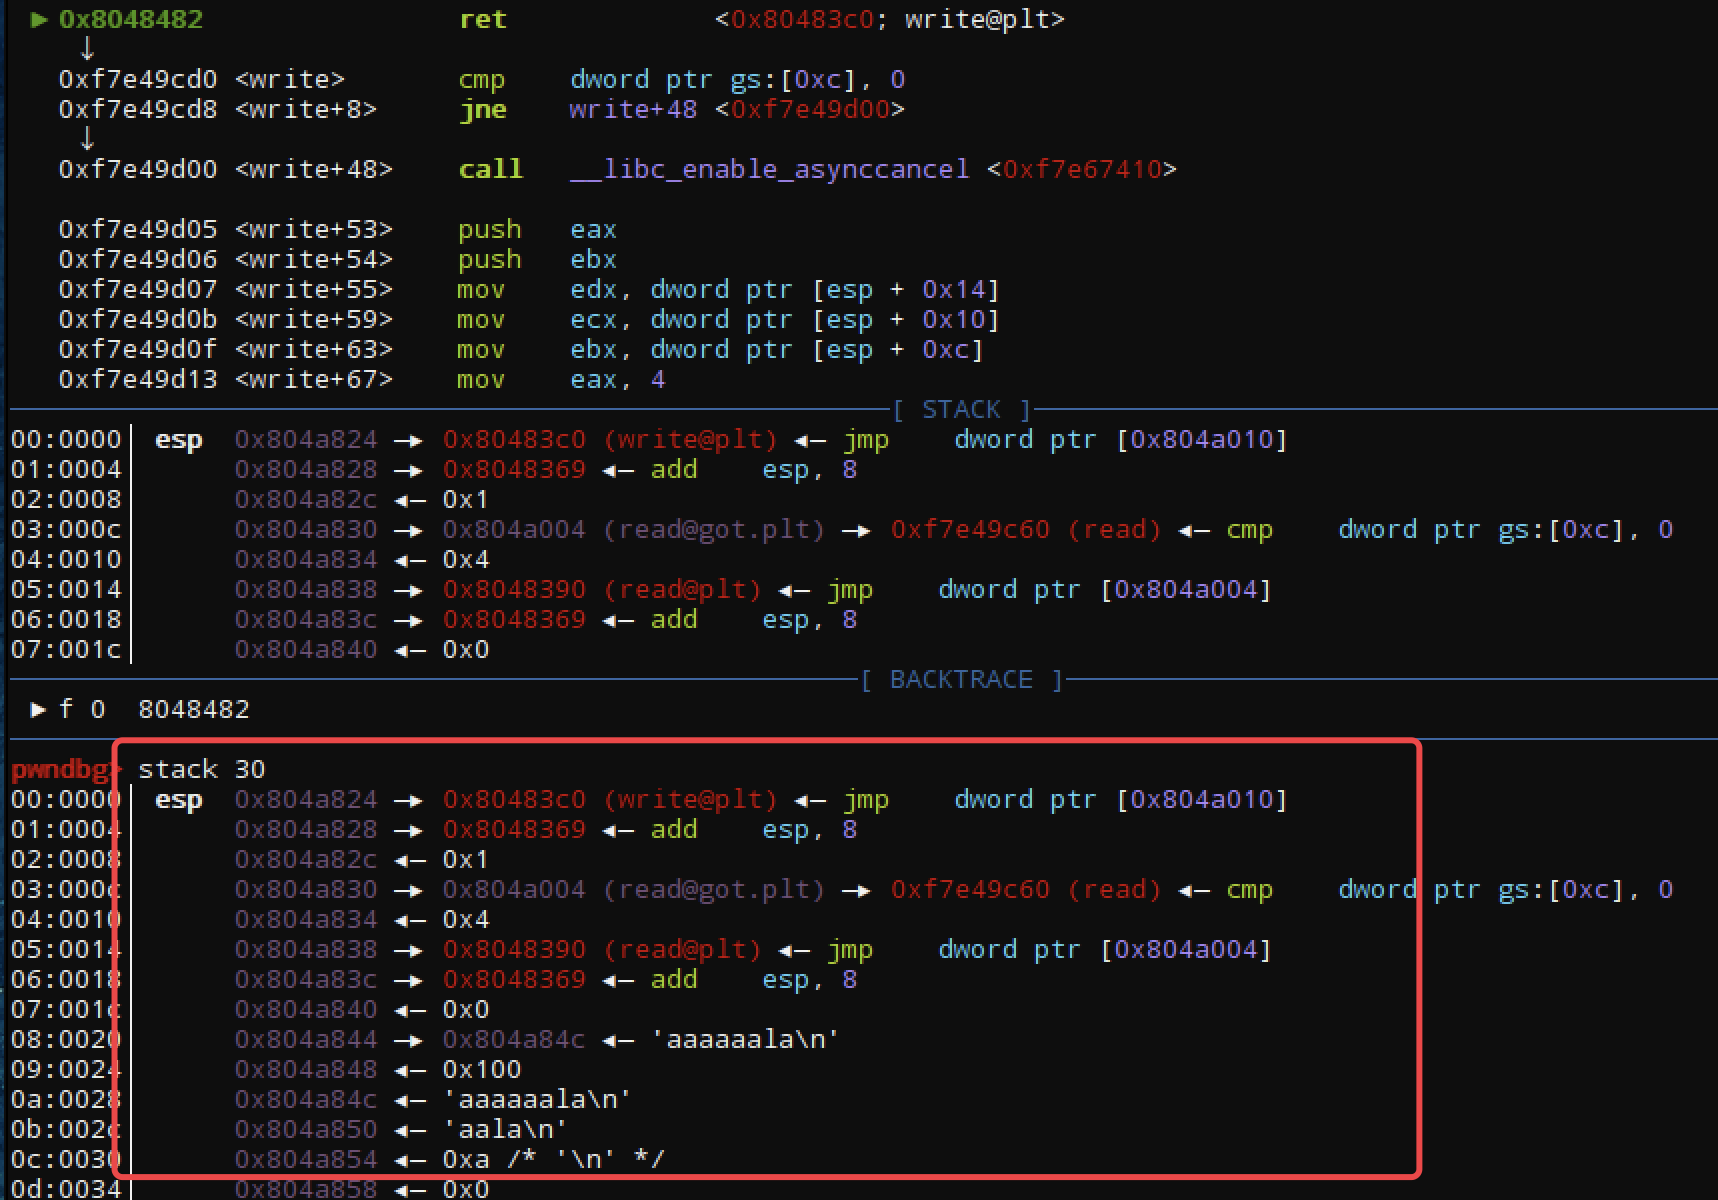 ► 0x8048482 ret <0x80483c0; write@plt>
↓
0xf7e49cd0 <write> cmp dword ptr gs:[0xc], 0
0xf7e49cd8 <write+8> jne write+48 <0xf7e49d00>
↓
0xf7e49d00 <write+48> call __libc_enable_asynccancel <0xf7e67410>
0xf7e49d05 <write+53> push eax
0xf7e49d06 <write+54> push ebx
0xf7e49d07 <write+55> mov edx, dword ptr [esp + 0x14]
0xf7e49d0b <write+59> mov ecx, dword ptr [esp + 0x10]
0xf7e49d0f <write+63> mov ebx, dword ptr [esp + 0xc]
0xf7e49d13 <write+67> mov eax, 4
[ STACK ]
00:0000│ esp 0x804a824 —▸ 0x80483c0 (write@plt) ◂— jmp dword ptr [0x804a010]
01:0004│ 0x804a828 —▸ 0x8048369 ◂— add esp, 8
02:0008│ 0x804a82c ◂— 0x1
03:000c│ 0x804a830 —▸ 0x804a004 (read@got.plt) —▸ 0xf7e49c60 (read) ◂— cmp dword ptr gs:[0xc], 0
04:0010│ 0x804a834 ◂— 0x4
05:0014│ 0x804a838 —▸ 0x8048390 (read@plt) ◂— jmp dword ptr [0x804a004]
06:0018│ 0x804a83c —▸ 0x8048369 ◂— add esp, 8
07:001c│ 0x804a840 ◂— 0x0
[ BACKTRACE ]
► f 0 8048482
pwndbg> stack 30
00:0000│ esp 0x804a824 —▸ 0x80483c0 (write@plt) ◂— jmp dword ptr [0x804a010]
01:0004│ 0x804a828 —▸ 0x8048369 ◂— add esp, 8
02:0008│ 0x804a82c ◂— 0x1
03:000c│ 0x804a830 —▸ 0x804a004 (read@got.plt) —▸ 0xf7e49c60 (read) ◂— cmp dword ptr gs:[0xc], 0
04:0010│ 0x804a834 ◂— 0x4
05:0014│ 0x804a838 —▸ 0x8048390 (read@plt) ◂— jmp dword ptr [0x804a004]
06:0018│ 0x804a83c —▸ 0x8048369 ◂— add esp, 8
07:001c│ 0x804a840 ◂— 0x0
08:0020│ 0x804a844 —▸ 0x804a84c ◂— 'aaaaaala\n'
09:0024│ 0x804a848 ◂— 0x100
0a:0028│ 0x804a84c ◂— 'aaaaaala\n'
0b:002c│ 0x804a850 ◂— 'aala\n'
0c:0030│ 0x804a854 ◂— 0xa /* '\n' */
0d:0034│ 0x804a858 ◂— 0x0